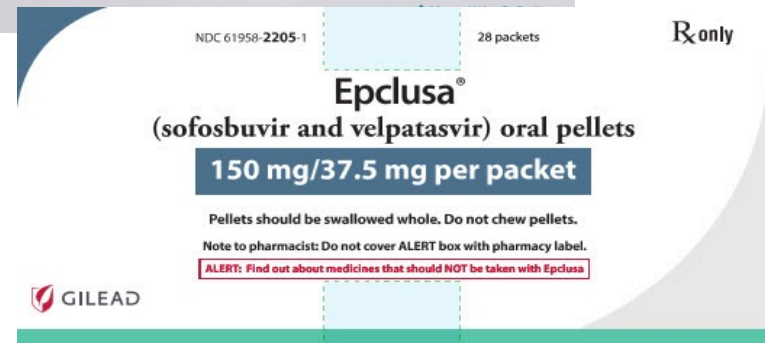 NDC 61958-2205-1
28 packets
Rx only
Epclusa®
(sofosbuvir and velpatasvir) oral pellets
150 mg/37.5 mg per packet
Pellets should be swallowed whole. Do not chew pellets.
Note to pharmacist: Do not cover ALERT box with pharmacy label.
ALERT: Find out about medicines that should NOT be taken with Epclusa
GILEAD